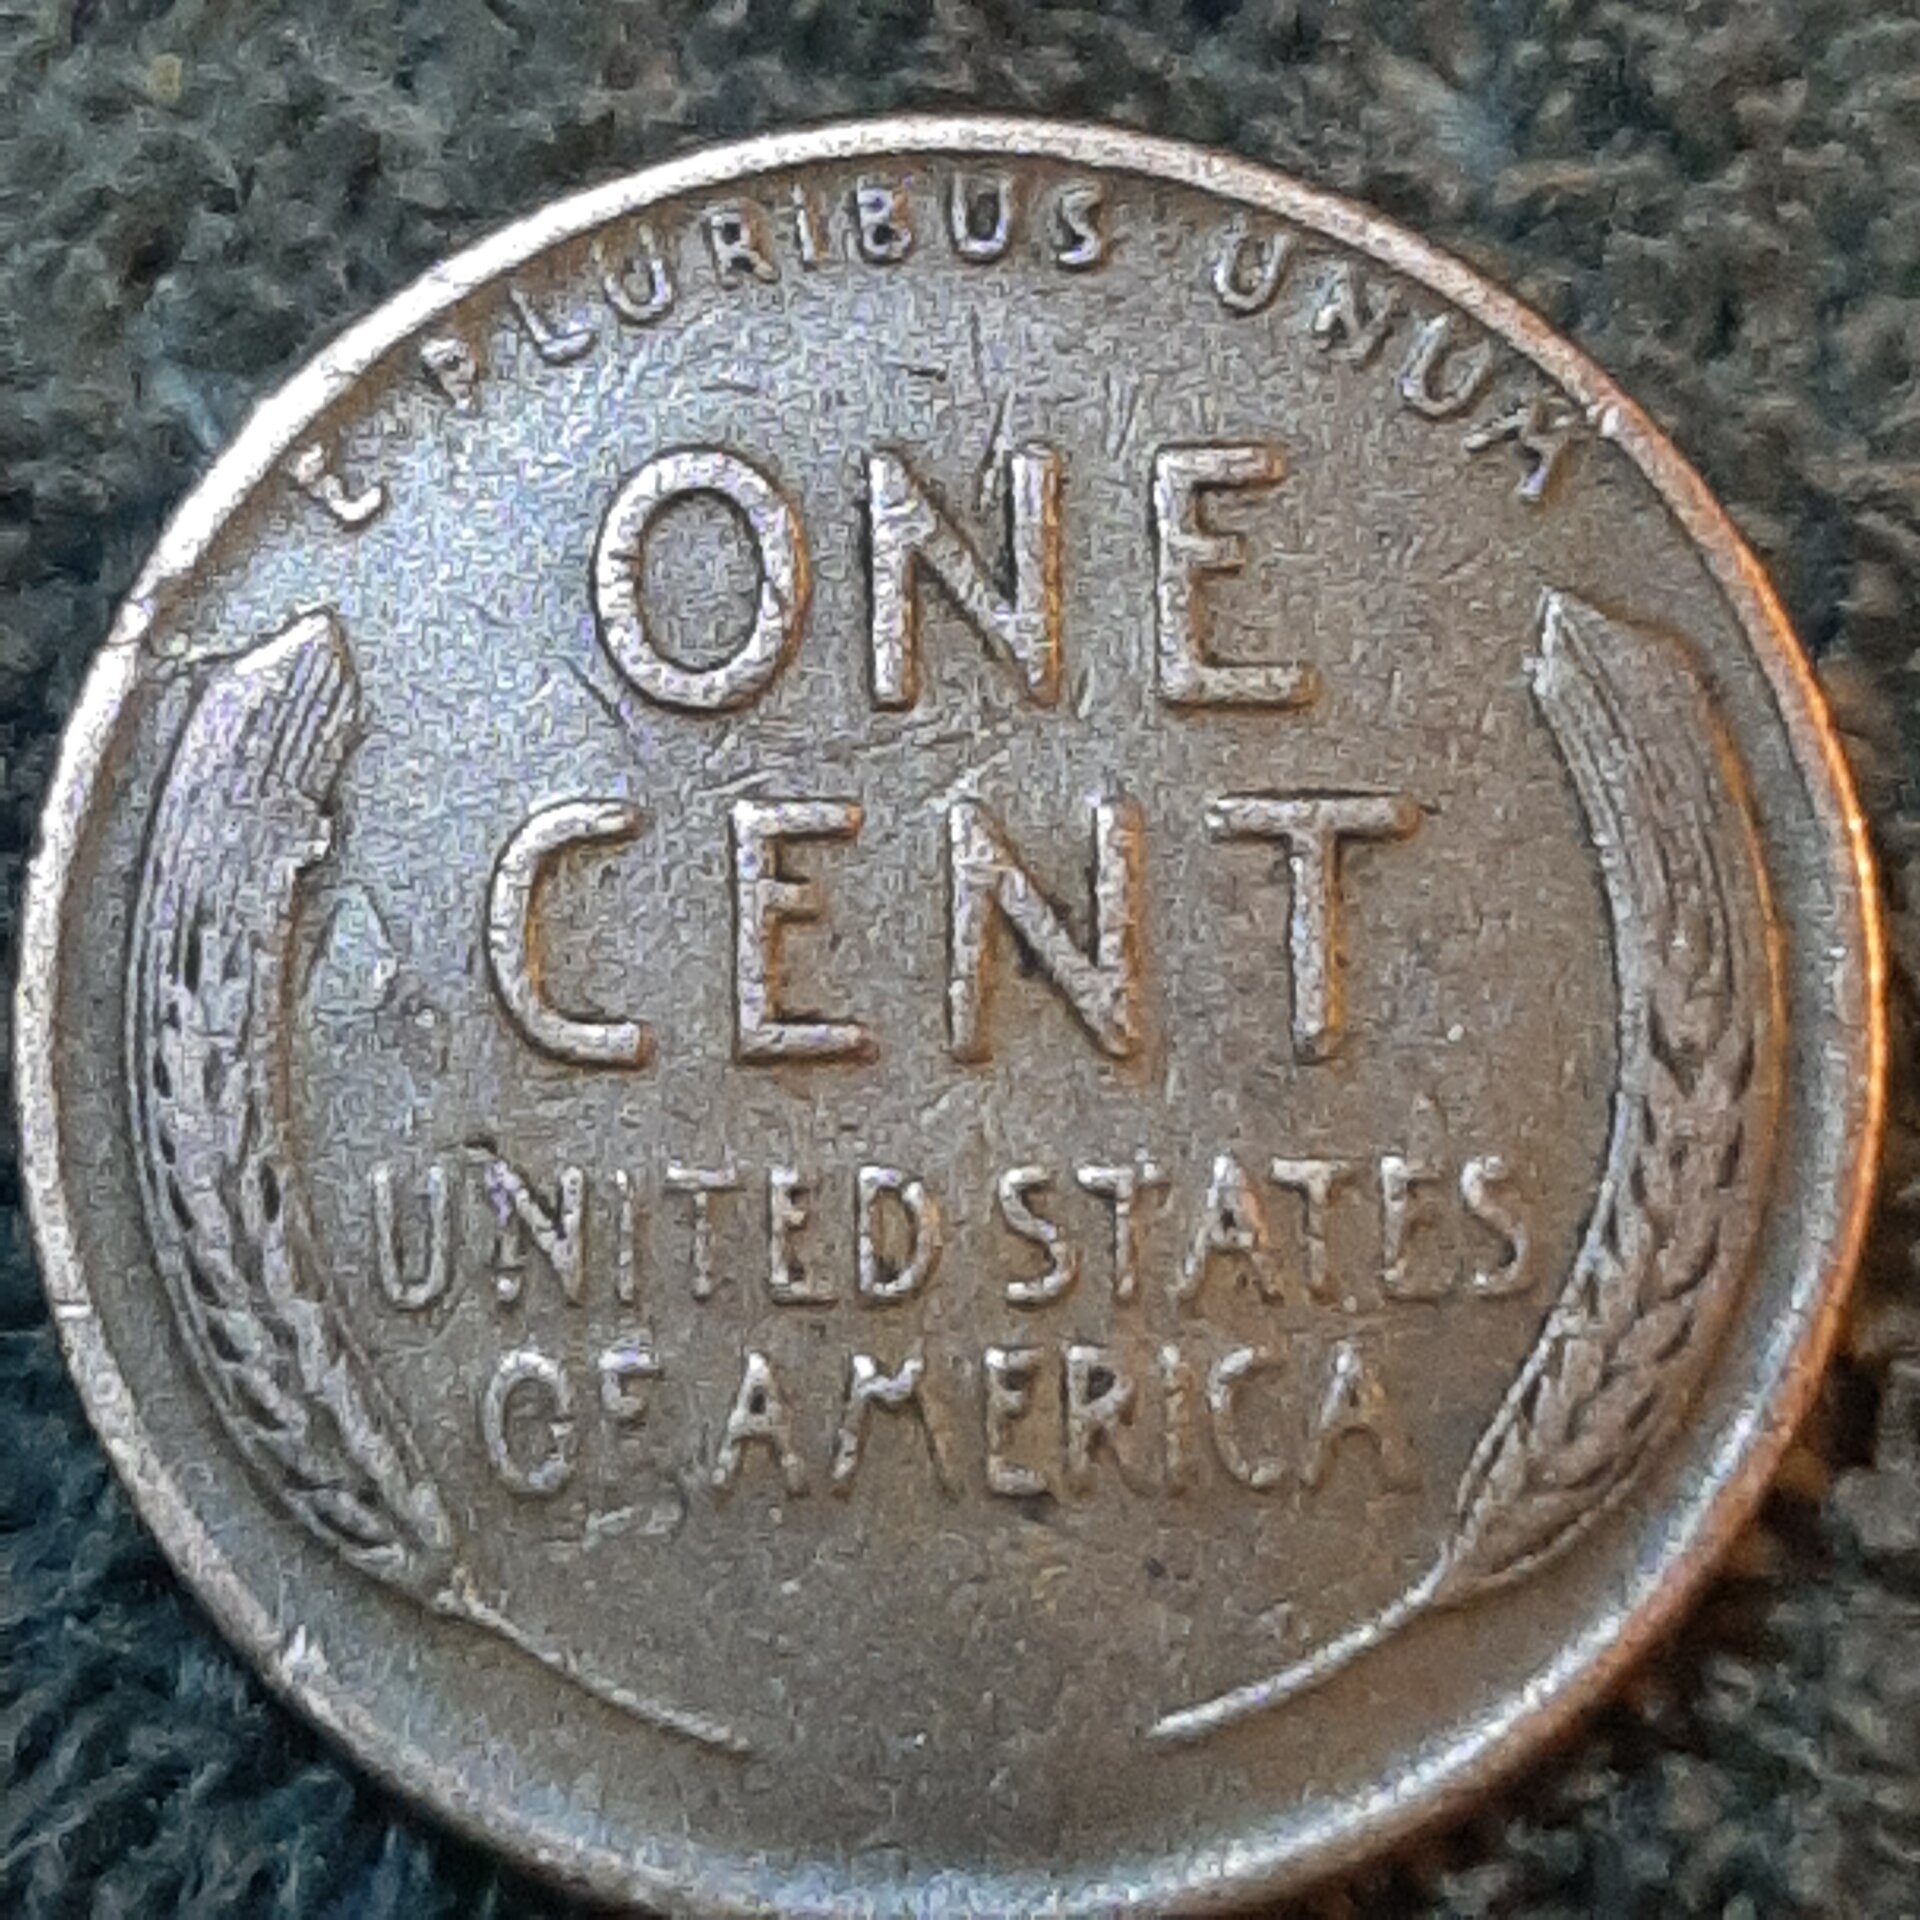 E PLURIBUS · UNUM
ONE
CENT
UNITED STATES
OF AMERICA